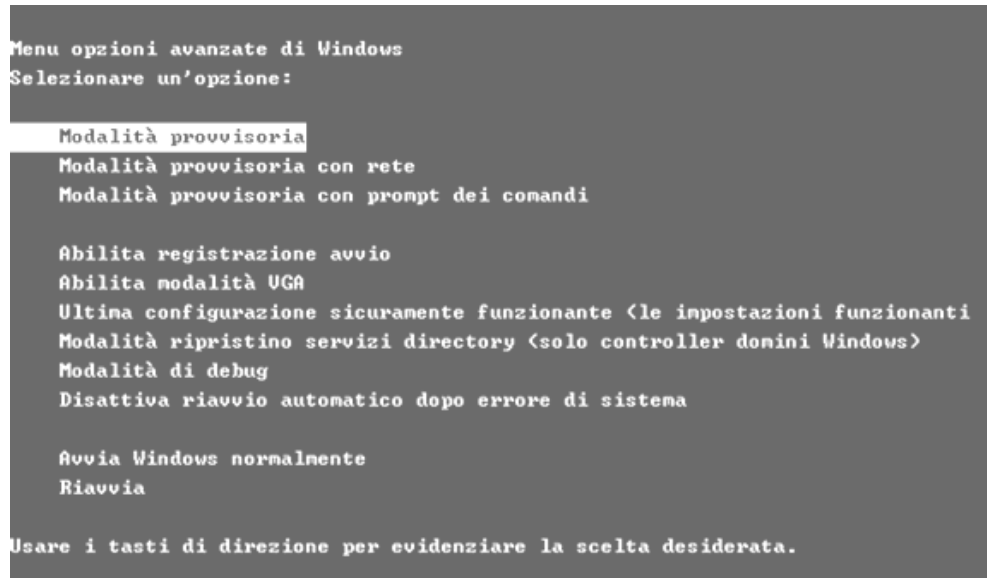 Menu opzioni avanzate di Windows
Selezionare un'opzione:
Modalità provvisoria
Modalità provvisoria con rete
Modalità provvisoria con prompt dei comandi
Abilita registrazione avvio
Abilita modalità VGA
Ultima configurazione sicuramente funzionante (le impostazioni funzionanti
Modalità ripristino servizi directory (solo controller domini Windows)
Modalità di debug
Disattiva riavvio automatico dopo errore di sistema
Avvia Windows normalmente
Riavvia
Usare i tasti di direzione per evidenziare la scelta desiderata.